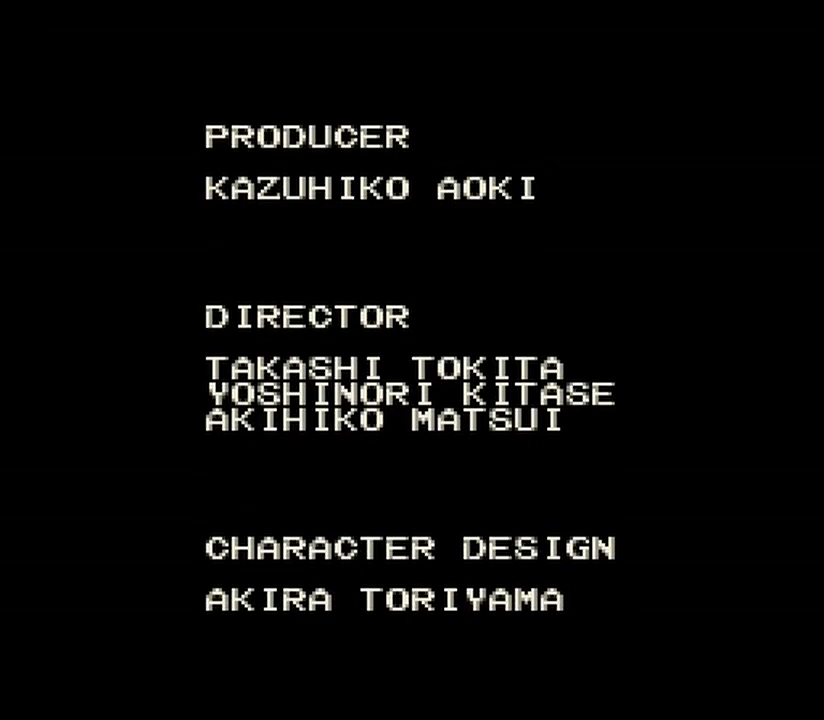 PRODUCER
KAZUHIKO AOKI
DIRECTOR
TAKASHI TOKITA
YOSHINORI KITASE
AKIHIKO MATSUI
CHARACTER DESIGN
AKIRA TORIYAMA